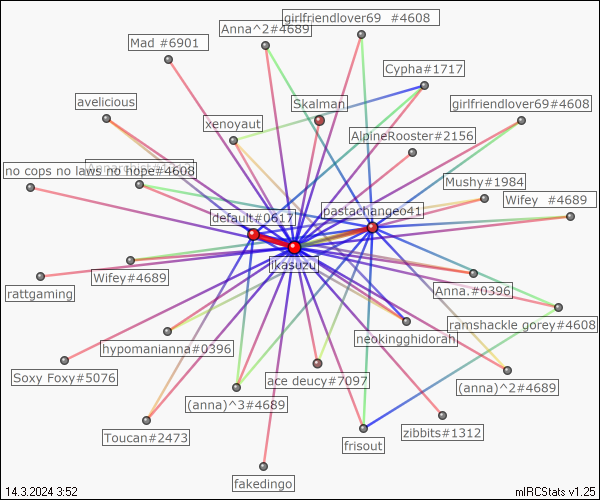 girlfriendlover69 #4608
Anna^2#4689
Mad #6901
Cypha#1717
avelicious
Skalman
girlfriendlover69#4608
xenoyaut
AlpineRooster#2156
no cops no laws no hope#4608
Mushy#1984
Wifey #4689
default#0617
pastachangeo41
ikasuzu
Wifey#4689
Anna.#0396
rattgaming
ramshackle gorey#4608
neokingghidorah
hypomanianna#0396
Soxy Foxy#5076
ace deucy#7097
(anna)^2#4689
(anna)^3#4689
Toucan#2473
zibbits#1312
frisout
fakedingo
14.3.2024 3:52
mIRCStats v1.25